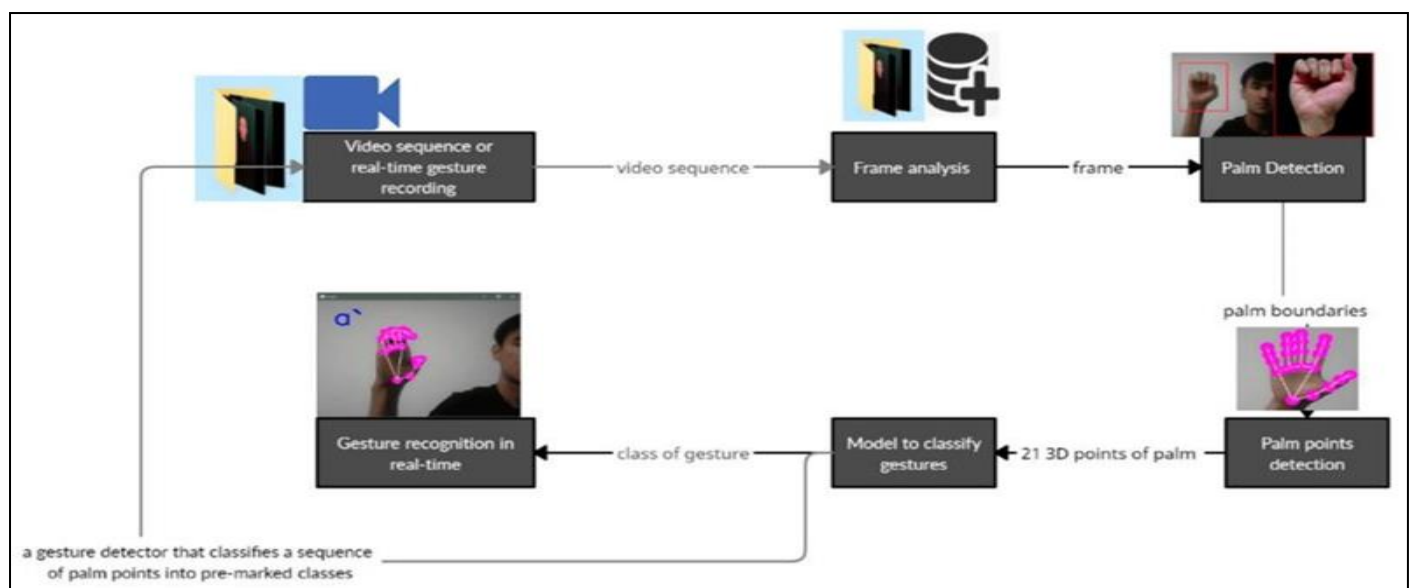 Video sequence or
real-time gesture
recording
video sequence
Frame analysis
frame
Palm Detection
palm boundaries
Palm points
detection
21 3D points of palm
Model to classify
gestures
class of gesture
a`
Gesture recognition in
real-time
a gesture detector that classifies a sequence
of palm points into pre-marked classes